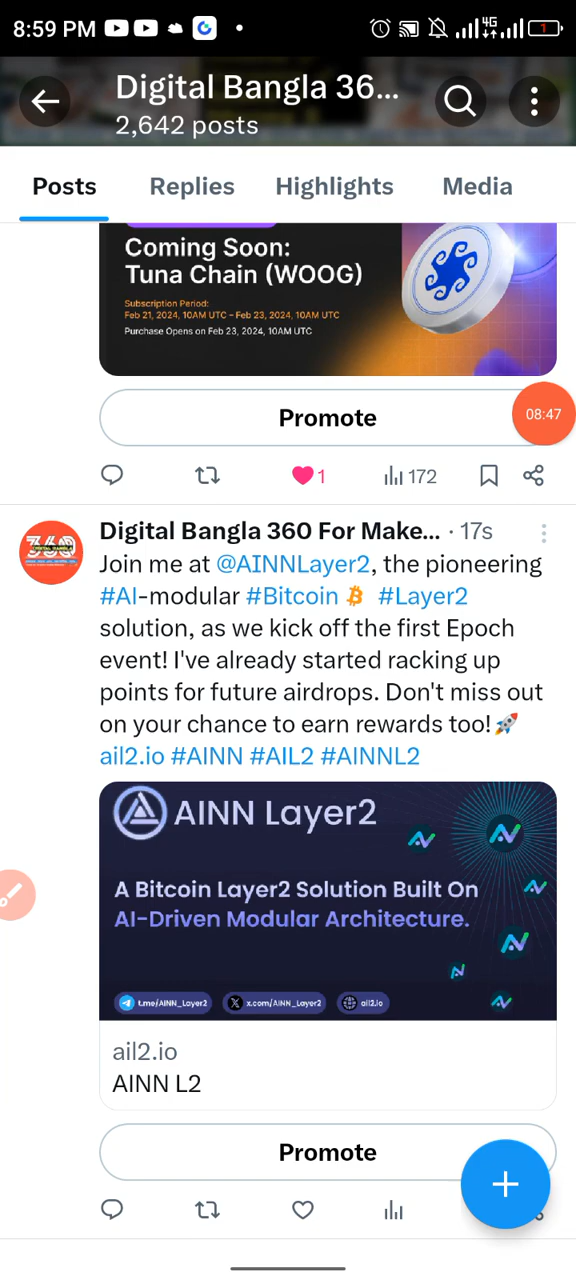 8:59 PM
4G
1
Digital Bangla 36...
2,642 posts
Posts Replies Highlights Media
Coming Soon:
Tuna Chain (WOOG)
Subscription Period:
Feb 21, 2024, 10AM UTC – Feb 23, 2024, 10AM UTC
Purchase Opens on Feb 23, 2024, 10AM UTC
Promote
08:47
1 172
360
Digital Bangla 360 For Make... · 17s
Join me at @AINNLayer2, the pioneering
#AI-modular #Bitcoin #Layer2
solution, as we kick off the first Epoch
event! I've already started racking up
points for future airdrops. Don't miss out
on your chance to earn rewards too!🚀
ail2.io #AINN #AIL2 #AINNL2
AINN Layer2
A Bitcoin Layer2 Solution Built On
AI-Driven Modular Architecture.
t.me/AINN_Layer2 x.com/AINN_Layer2 ail2.io
ail2.io
AINN L2
Promote